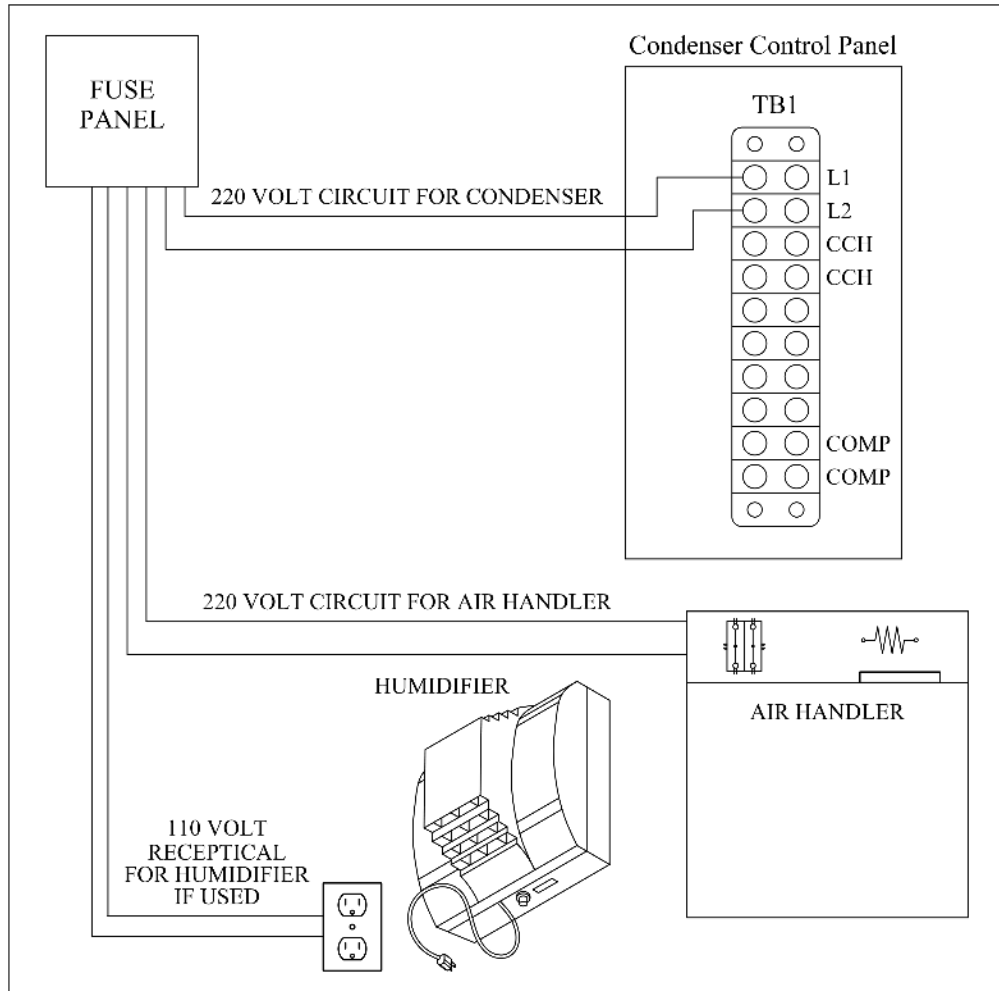 FUSE
PANEL
Condenser Control Panel
TB1
220 VOLT CIRCUIT FOR CONDENSER
L1
L2
CCH
CCH
COMP
COMP
220 VOLT CIRCUIT FOR AIR HANDLER
HUMIDIFIER
AIR HANDLER
110 VOLT
RECEPTICAL
FOR HUMIDIFIER
IF USED